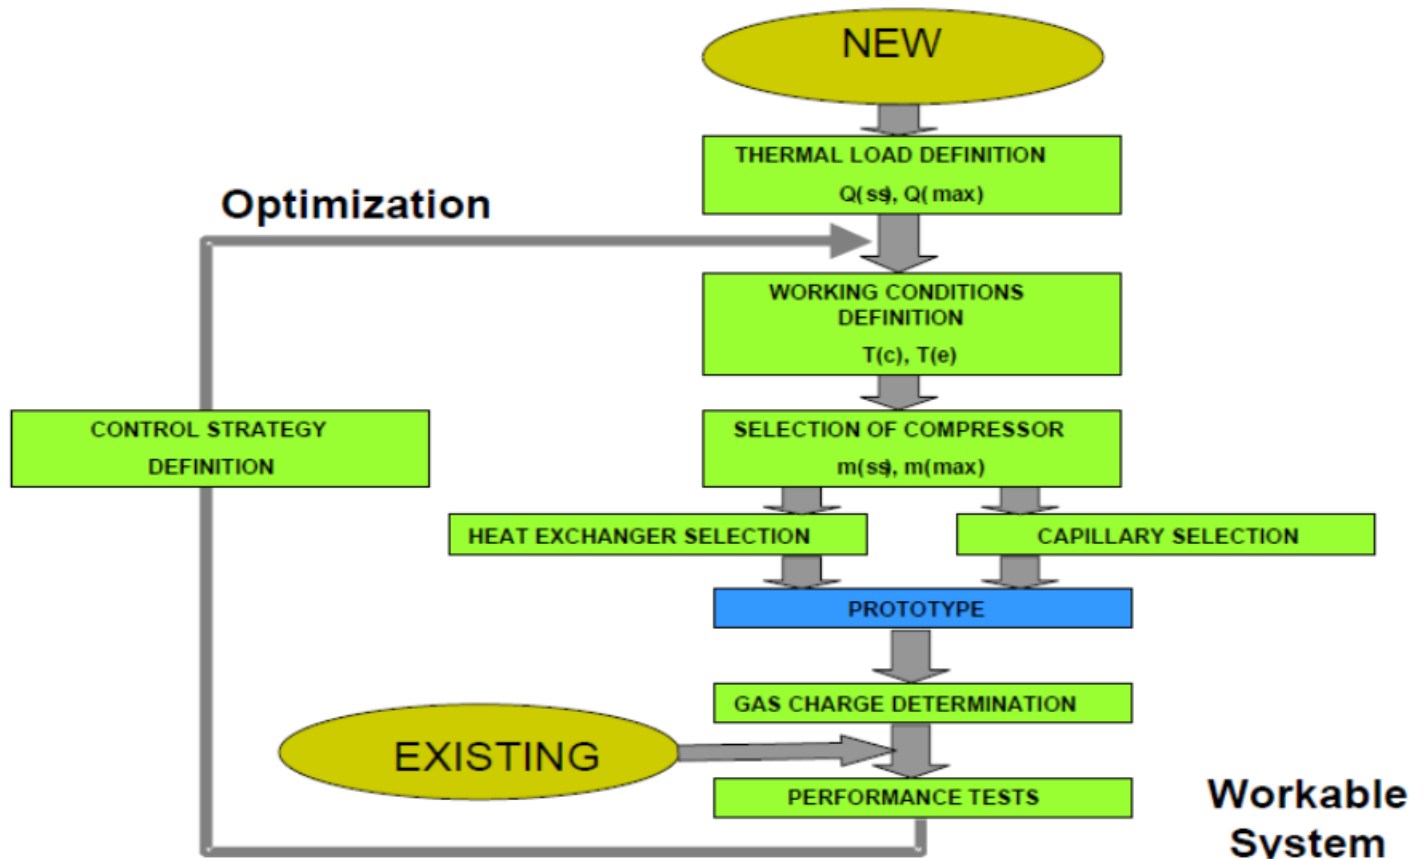 NEW
THERMAL LOAD DEFINITION
Q(ss), Q(max)
Optimization
WORKING CONDITIONS
DEFINITION
T(c), T(e)
CONTROL STRATEGY
DEFINITION
SELECTION OF COMPRESSOR
m(ss), m(max)
HEAT EXCHANGER SELECTION
CAPILLARY SELECTION
PROTOTYPE
GAS CHARGE DETERMINATION
EXISTING
PERFORMANCE TESTS
Workable
System